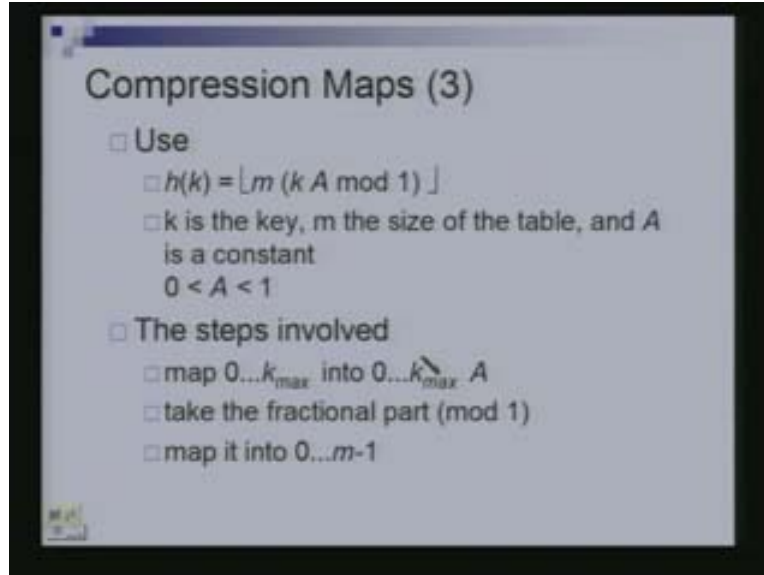 Compression Maps (3)
Use
h(k) = ⌊m (k A mod 1) ⌋
k is the key, m the size of the table, and A
is a constant
0 < A < 1
The steps involved
map 0...kmax into 0...kmax A
take the fractional part (mod 1)
map it into 0...m-1